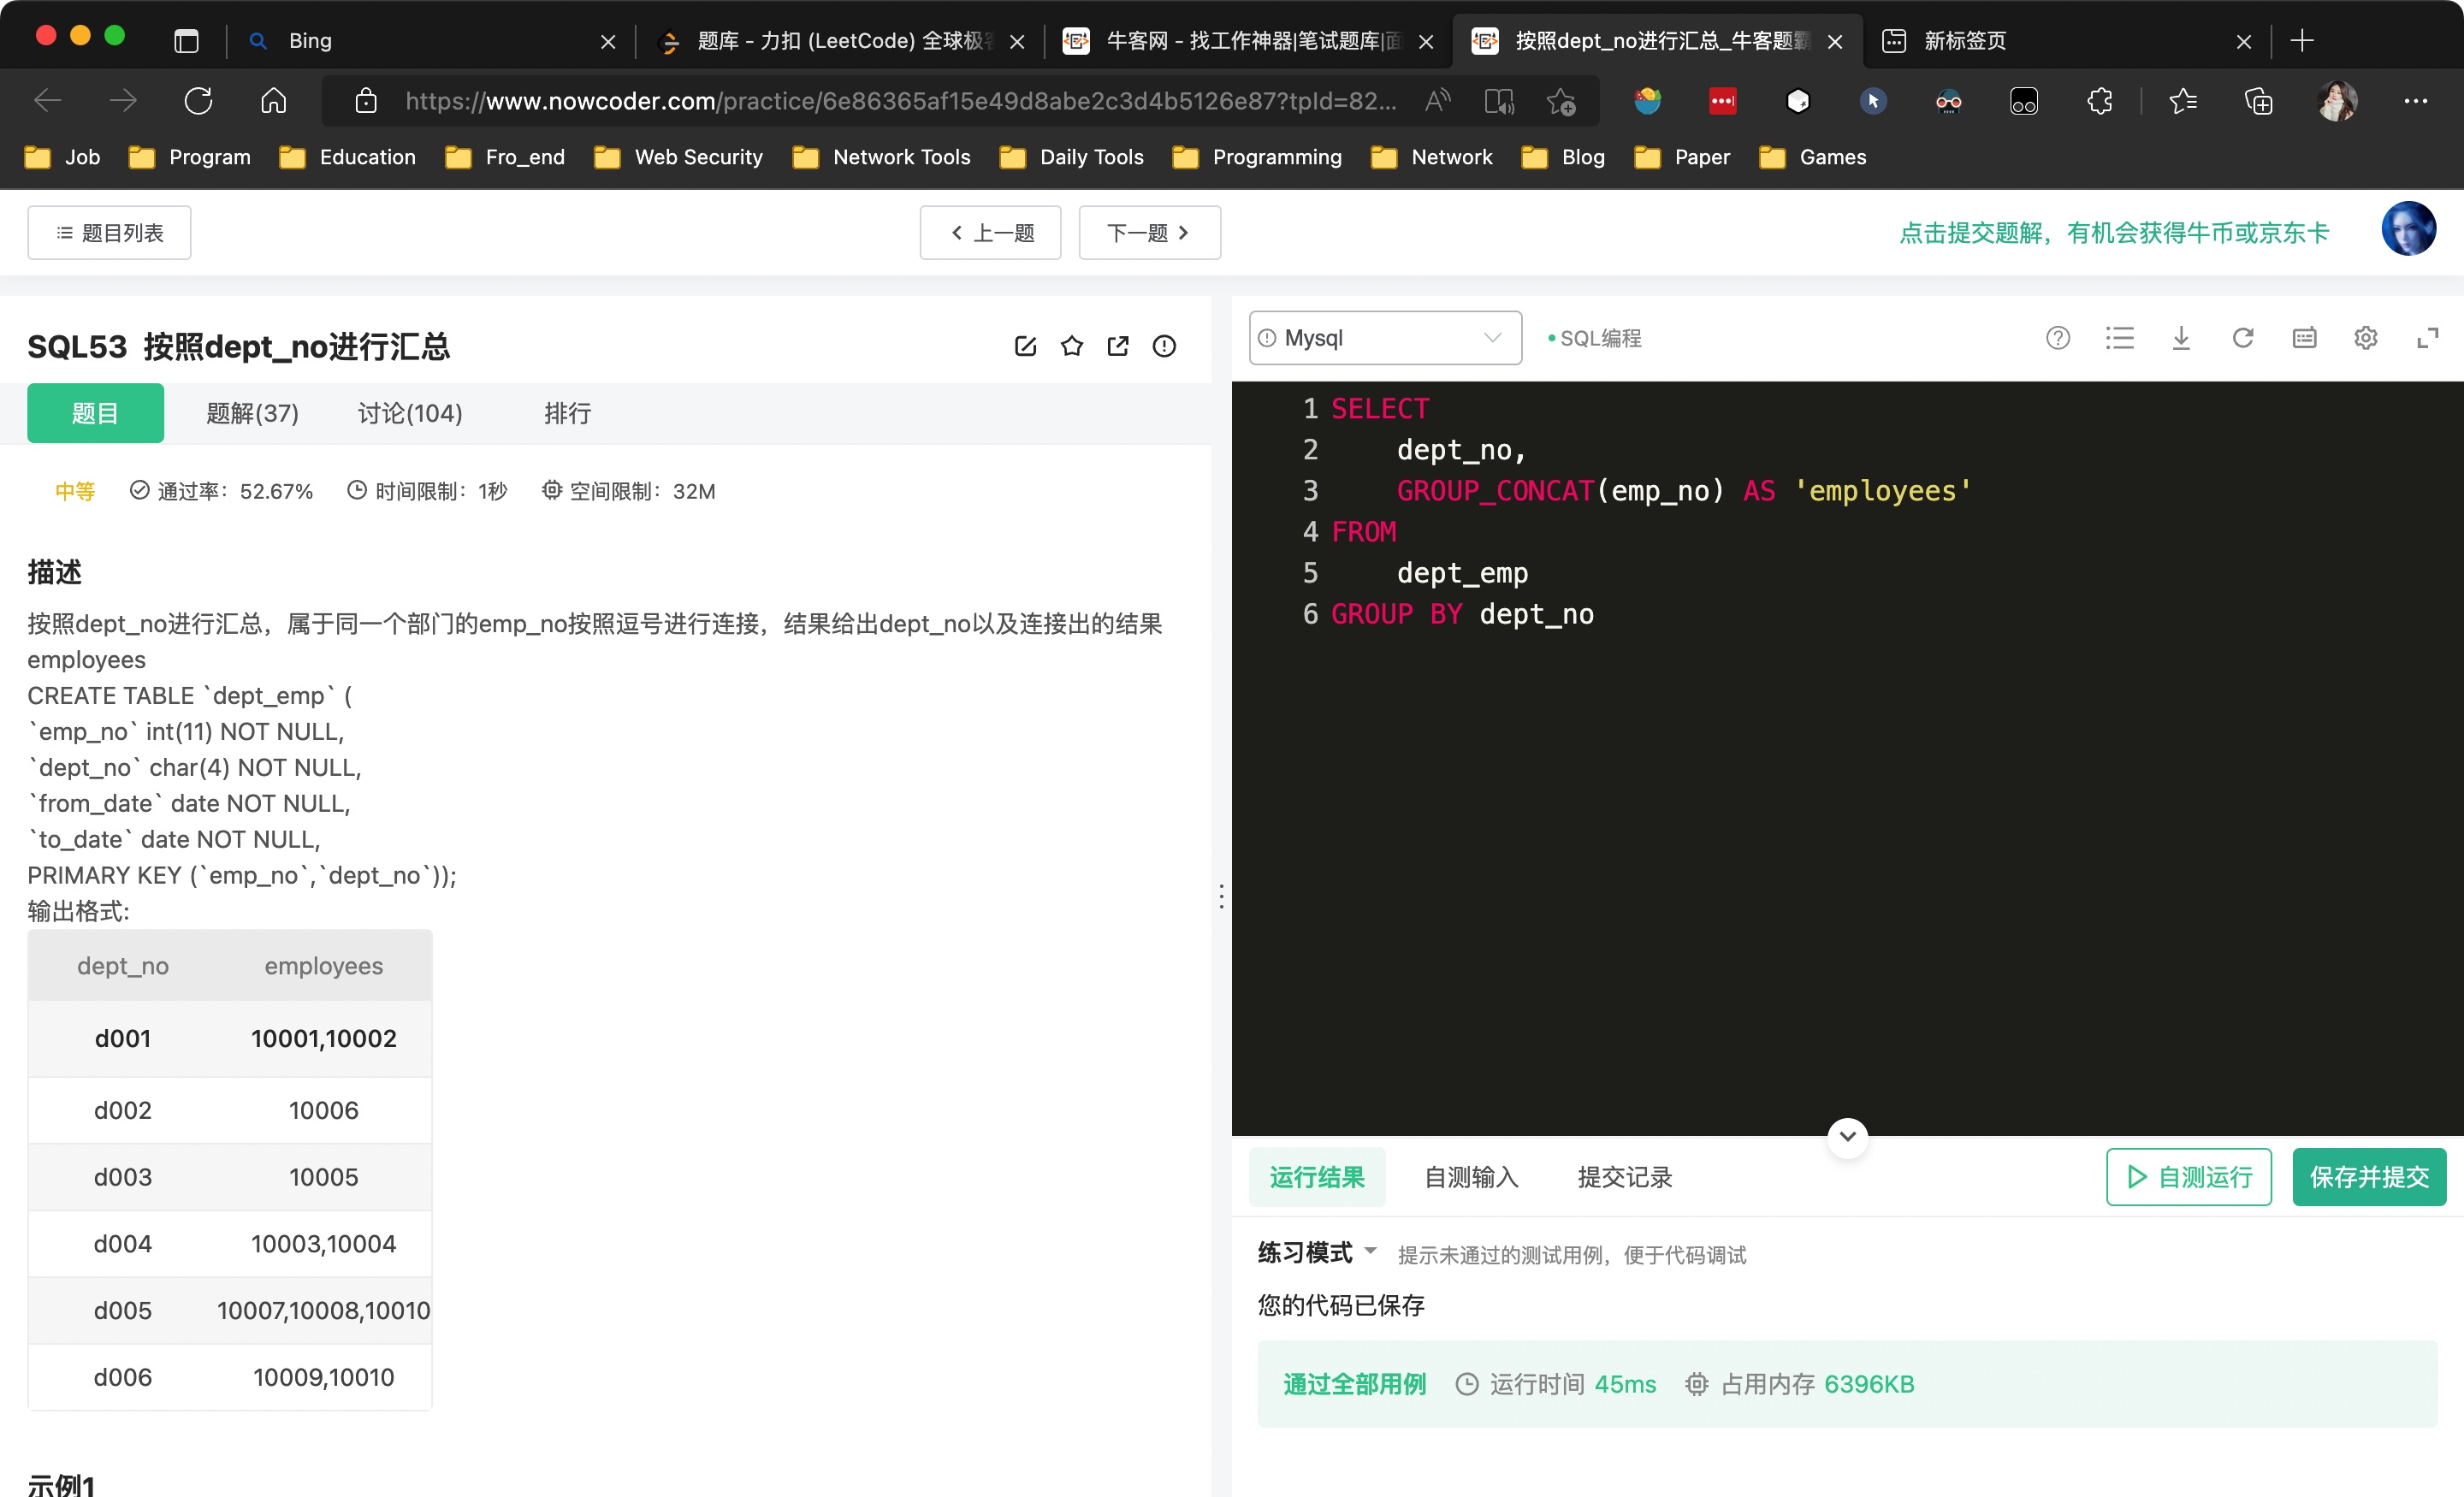 Bing
题库 - 力扣 (LeetCode) 全球极客
牛客网 - 找工作神器|笔试题库|面
按照dept_no进行汇总_牛客题霸
新标签页
https://www.nowcoder.com/practice/6e86365af15e49d8abe2c3d4b5126e87?tpId=82...
Job
Program
Education
Fro_end
Web Security
Network Tools
Daily Tools
Programming
Network
Blog
Paper
Games
题目列表
上一题
下一题
点击提交题解，有机会获得牛币或京东卡
SQL53 按照dept_no进行汇总
题目
题解(37)
讨论(104)
排行
中等
通过率：52.67%
时间限制：1秒
空间限制：32M
描述
按照dept_no进行汇总，属于同一个部门的emp_no按照逗号进行连接，结果给出dept_no以及连接出的结果
employees
CREATE TABLE `dept_emp` (
`emp_no` int(11) NOT NULL,
`dept_no` char(4) NOT NULL,
`from_date` date NOT NULL,
`to_date` date NOT NULL,
PRIMARY KEY (`emp_no`,`dept_no`));
输出格式:
dept_no employees
d001 10001,10002
d002 10006
d003 10005
d004 10003,10004
d005 10007,10008,10010
d006 10009,10010
示例1
Mysql
SQL编程
1 SELECT
2 dept_no,
3 GROUP_CONCAT(emp_no) AS 'employees'
4 FROM
5 dept_emp
6 GROUP BY dept_no
运行结果
自测输入
提交记录
自测运行
保存并提交
练习模式
提示未通过的测试用例，便于代码调试
您的代码已保存
通过全部用例
运行时间 45ms
占用内存 6396KB